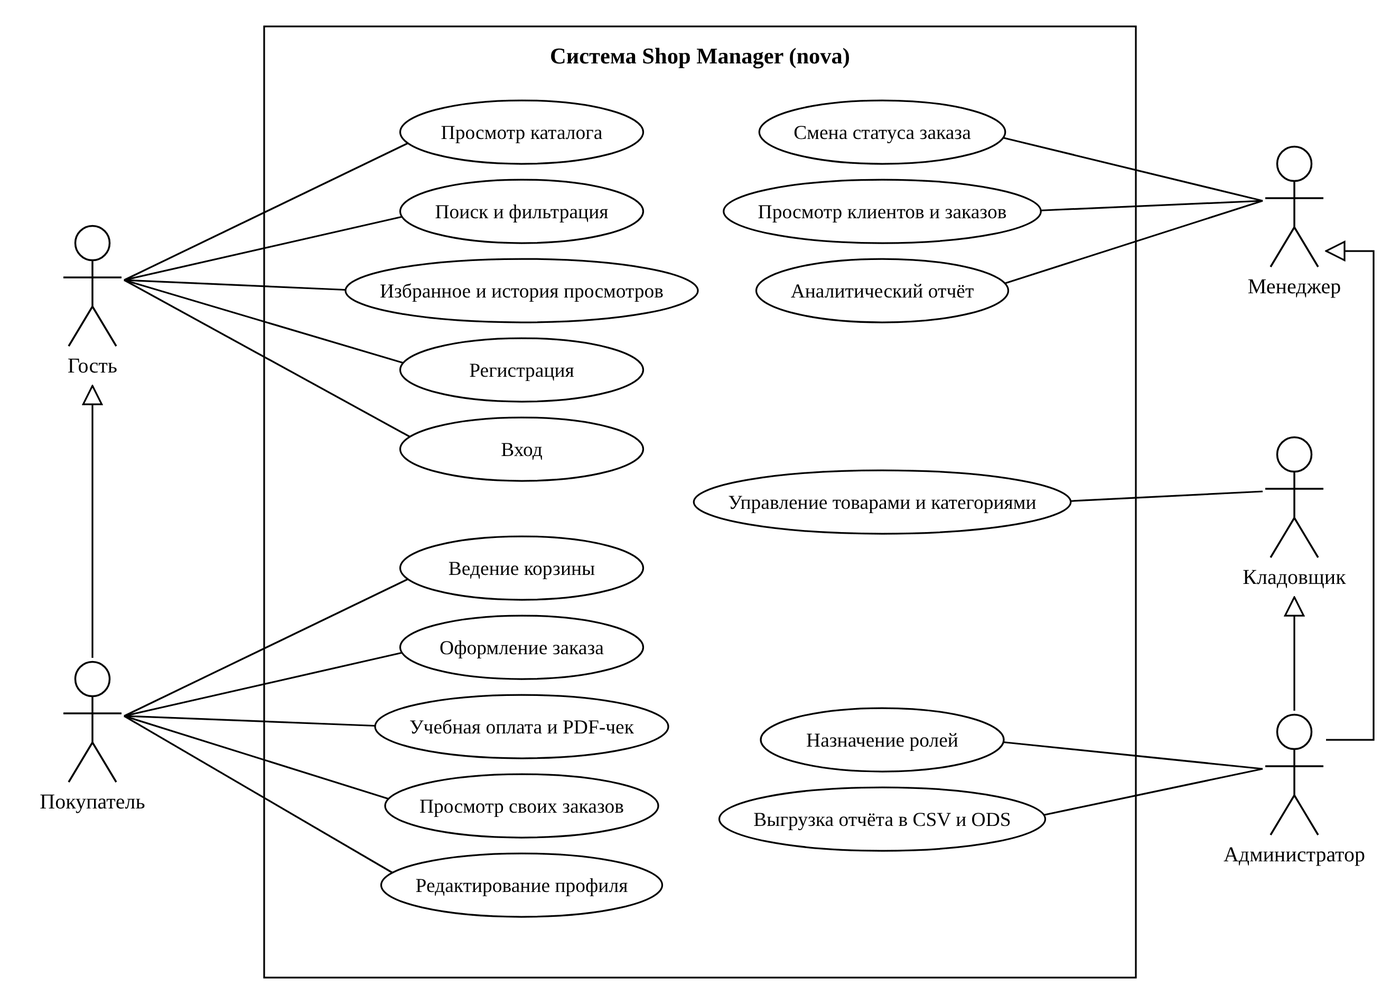 Система Shop Manager (nova)
Просмотр каталога
Поиск и фильтрация
Избранное и история просмотров
Регистрация
Вход
Ведение корзины
Оформление заказа
Учебная оплата и PDF-чек
Просмотр своих заказов
Редактирование профиля
Смена статуса заказа
Просмотр клиентов и заказов
Аналитический отчёт
Управление товарами и категориями
Назначение ролей
Выгрузка отчёта в CSV и ODS
Гость
Покупатель
Менеджер
Кладовщик
Администратор